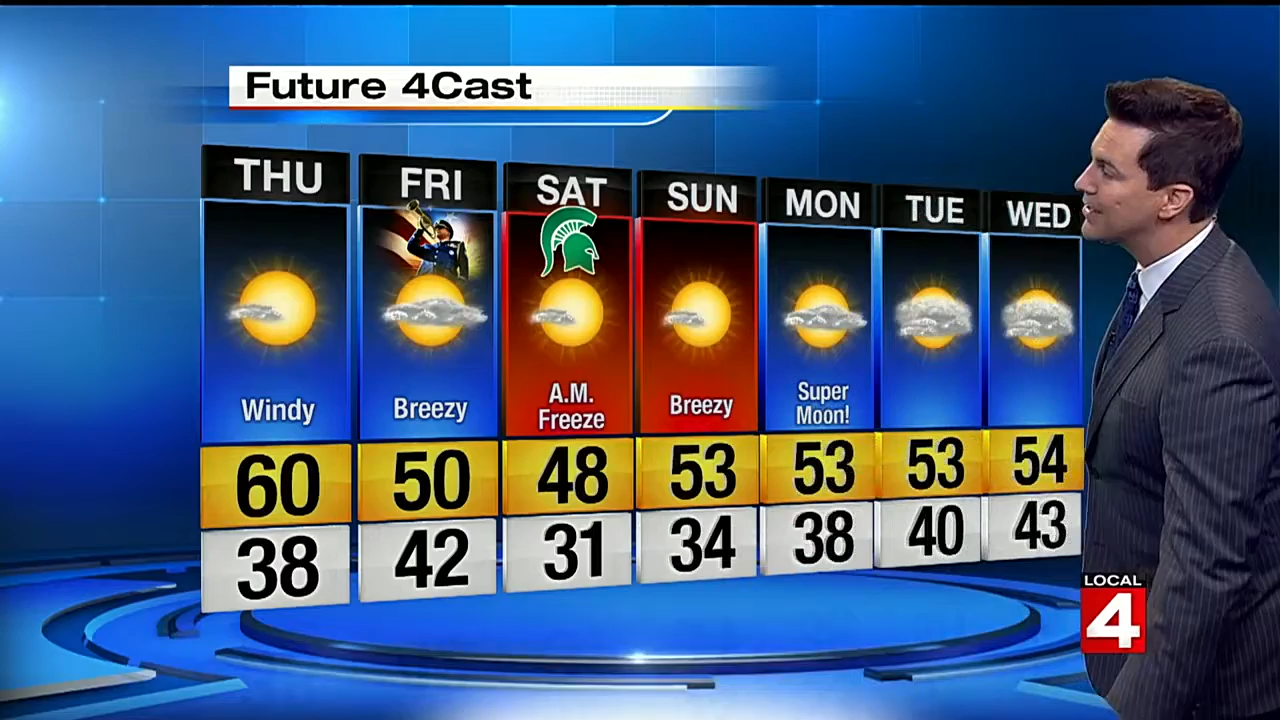 Future 4Cast
THU FRI SAT SUN MON TUE WED
Windy
Breezy
A.M.
Freeze
Breezy
Super
Moon!
60 50 48 53 53 53 54
38 42 31 34 38 40 43
LOCAL
4